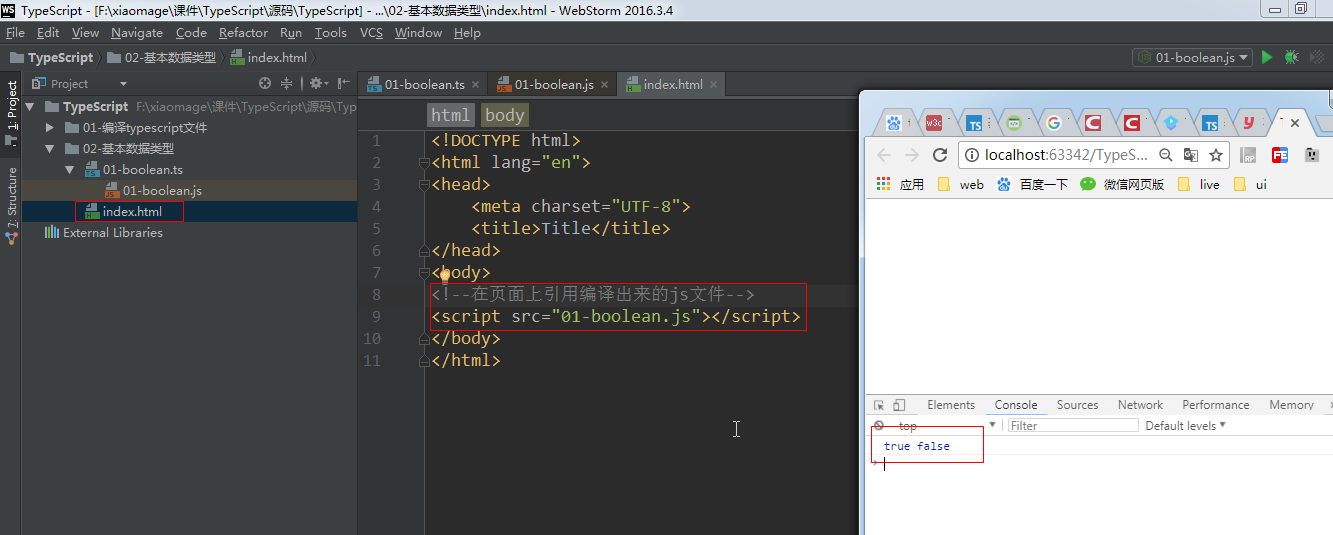 WS TypeScript - [F:\xiaomage\课件\TypeScript\源码\TypeScript] - ...\02-基本数据类型\index.html - WebStorm 2016.3.4
File Edit View Navigate Code Refactor Run Tools VCS Window Help
TypeScript 02-基本数据类型 index.html 01-boolean.js
Project
01-boolean.ts 01-boolean.js index.html
1: Project
7: Structure
TypeScript F:\xiaomage\课件\TypeScript\源码\Typ
01-编译typescript文件
02-基本数据类型
01-boolean.ts
01-boolean.js
index.html
External Libraries
html body
1 <!DOCTYPE html>
2 <html lang="en">
3 <head>
4 <meta charset="UTF-8">
5 <title>Title</title>
6 </head>
7 <body>
8 <!--在页面上引用编译出来的js文件-->
9 <script src="01-boolean.js"></script>
10 </body>
11 </html>
localhost:63342/TypeS...
应用 web 百度一下 微信网页版 live ui
Elements Console Sources Network Performance Memory
top Filter Default levels
true false